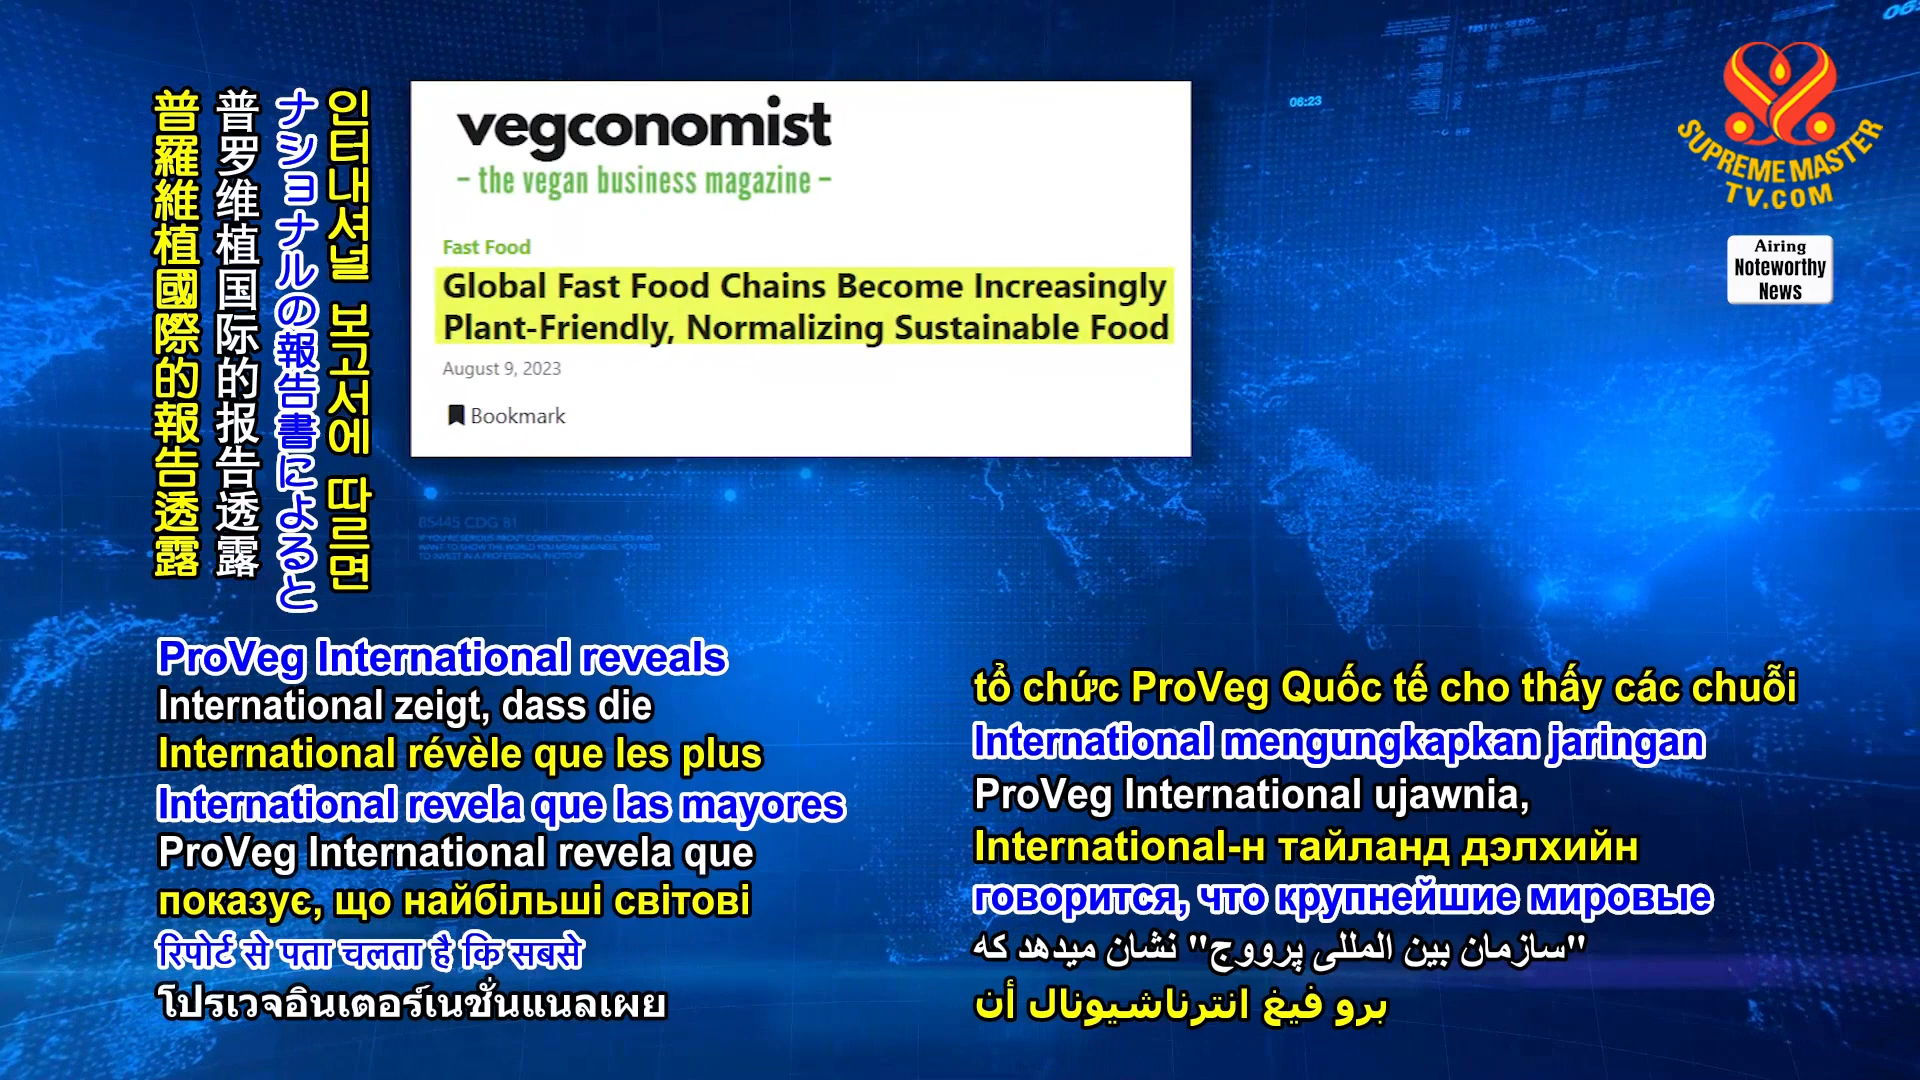 普羅維植國際的報告透露
普罗维植国际的报告透露
ナショナルの報告書によると
인터내셔널 보고서에 따르면
vegconomist
– the vegan business magazine –
Fast Food
Global Fast Food Chains Become Increasingly
Plant-Friendly, Normalizing Sustainable Food
August 9, 2023
Bookmark
06:23
SUPREME MASTER
TV.COM
Airing
Noteworthy
News
ProVeg International reveals
International zeigt, dass die
International révèle que les plus
International revela que las mayores
ProVeg International revela que
показує, що найбільші світові
रिपोर्ट से पता चलता है कि सबसे
โปรเวจอินเตอร์เนชั่นแนลเผย
tổ chức ProVeg Quốc tế cho thấy các chuỗi
International mengungkapkan jaringan
ProVeg International ujawnia,
International-н тайланд дэлхийн
говорится, что крупнейшие мировые
"سازمان بین المللی پرووج" نشان میدهد که
برو فيغ انترناشيونال أن